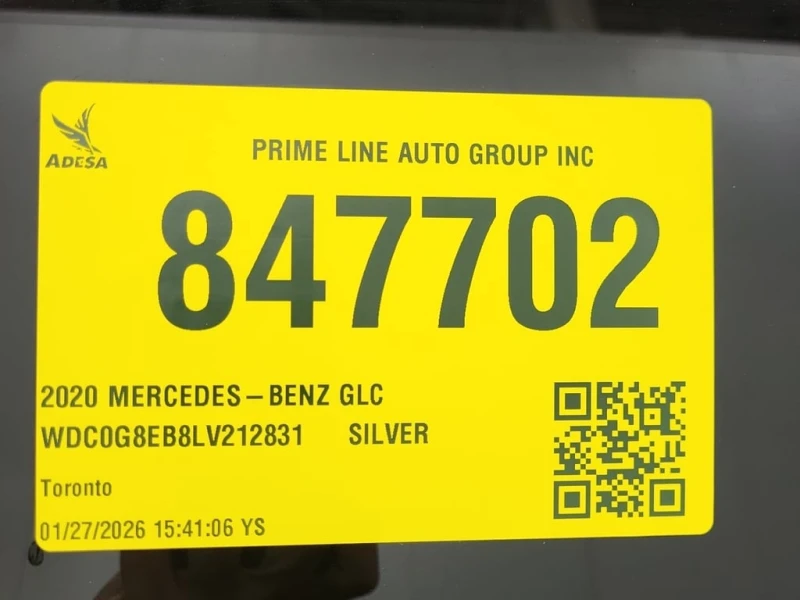 ADESA
PRIME LINE AUTO GROUP INC
847702
2020 MERCEDES-BENZ GLC
WDC0G8EB8LV212831 SILVER
Toronto
01/27/2026 15:41:06 YS